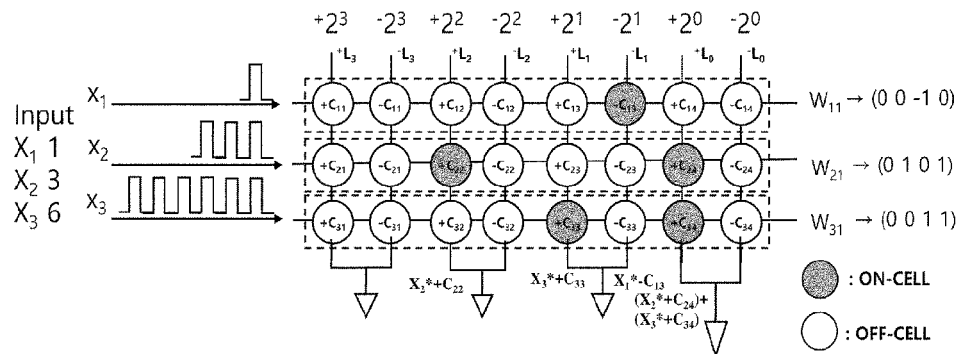 +2³ -2³ +2² -2² +2¹ -2¹ +2⁰ -2⁰
+L₃ -L₃ +L₂ -L₂ +L₁ -L₁ +L₀ -L₀
X₁ +C₁₁ -C₁₁ +C₁₂ -C₁₂ +C₁₃ -C₁₃ +C₁₄ -C₁₄ W₁₁ → (0 0 -1 0)
Input
X₁ 1
X₂ 3
X₃ 6
X₂ +C₂₁ -C₂₁ +C₂₂ -C₂₂ +C₂₃ -C₂₃ +C₂₄ -C₂₄ W₂₁ → (0 1 0 1)
X₃ +C₃₁ -C₃₁ +C₃₂ -C₃₂ +C₃₃ -C₃₃ +C₃₄ -C₃₄ W₃₁ → (0 0 1 1)
X₂*+C₂₂ X₃*+C₃₃ X₁*-C₁₃
(X₂*+C₂₄)+
(X₃*+C₃₄)
: ON-CELL
: OFF-CELL